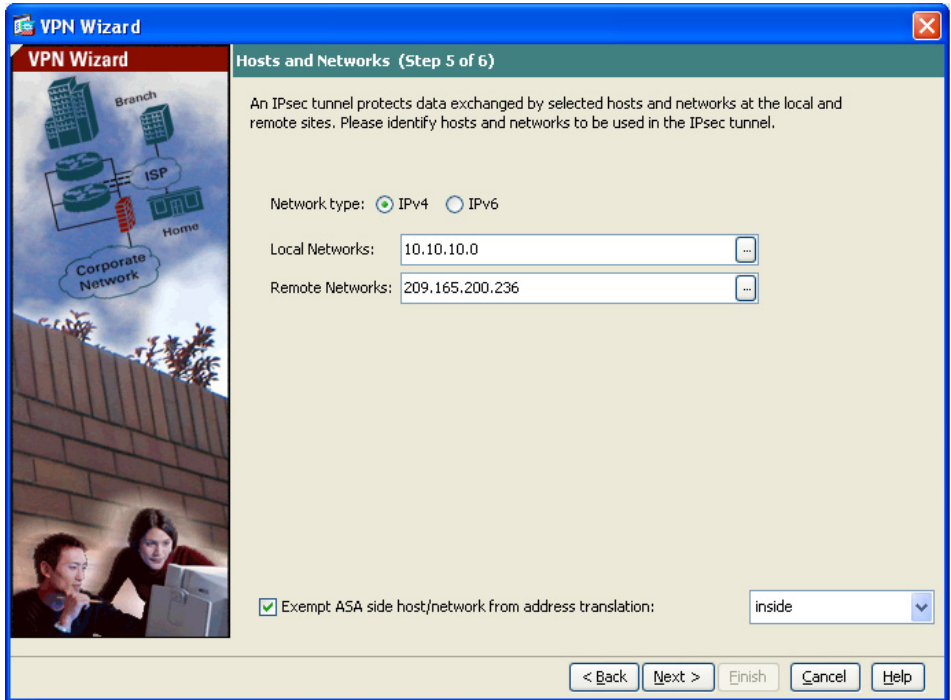 VPN Wizard
VPN Wizard
Branch
ISP
Home
Corporate
Network
Hosts and Networks (Step 5 of 6)
An IPsec tunnel protects data exchanged by selected hosts and networks at the local and
remote sites. Please identify hosts and networks to be used in the IPsec tunnel.
Network type: IPv4 IPv6
Local Networks: 10.10.10.0 ...
Remote Networks: 209.165.200.236 ...
Exempt ASA side host/network from address translation: inside
< Back Next > Finish Cancel Help